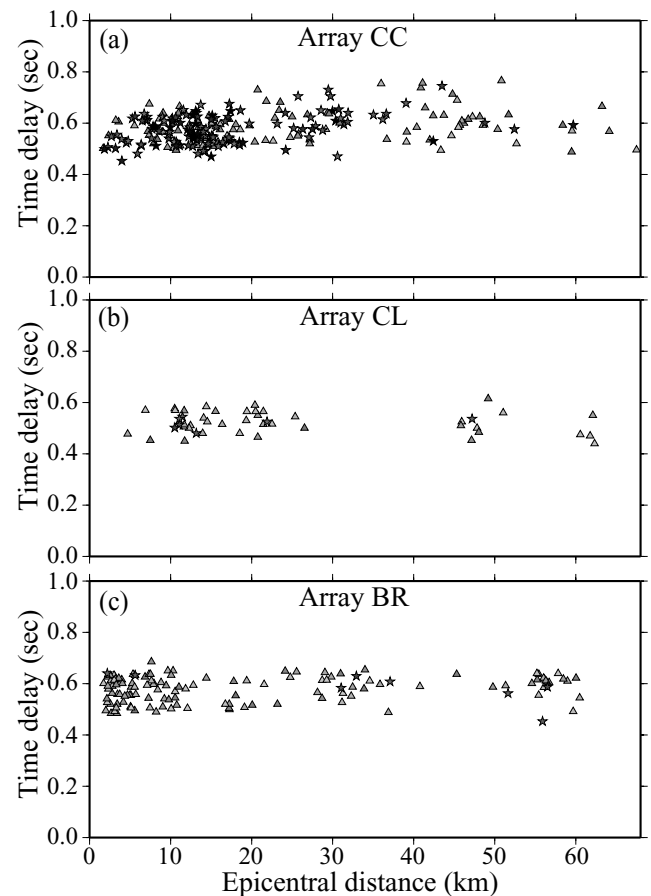 1.0
(a)
Array CC
0.8
0.6
0.4
0.2
0.0
Time delay (sec)
1.0
(b)
Array CL
0.8
0.6
0.4
0.2
0.0
Time delay (sec)
1.0
(c)
Array BR
0.8
0.6
0.4
0.2
0.0
Time delay (sec)
0 10 20 30 40 50 60
Epicentral distance (km)